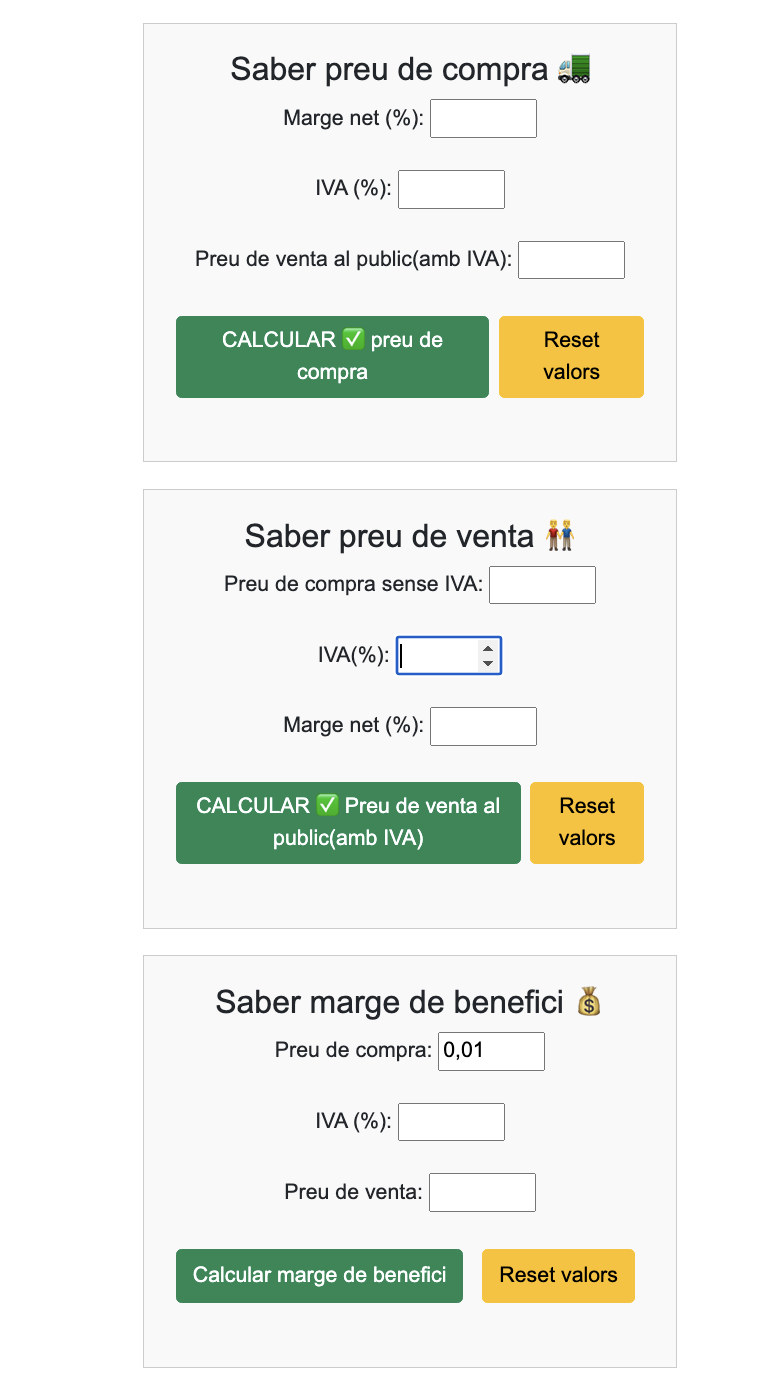 Saber preu de compra 🚛
Marge net (%):
IVA (%):
Preu de venta al public(amb IVA):
CALCULAR ✅ preu de
compra
Reset
valors
Saber preu de venta 👬
Preu de compra sense IVA:
IVA(%):
Marge net (%):
CALCULAR ✅ Preu de venta al
public(amb IVA)
Reset
valors
Saber marge de benefici 💰
Preu de compra: 0,01
IVA (%):
Preu de venta:
Calcular marge de benefici
Reset valors